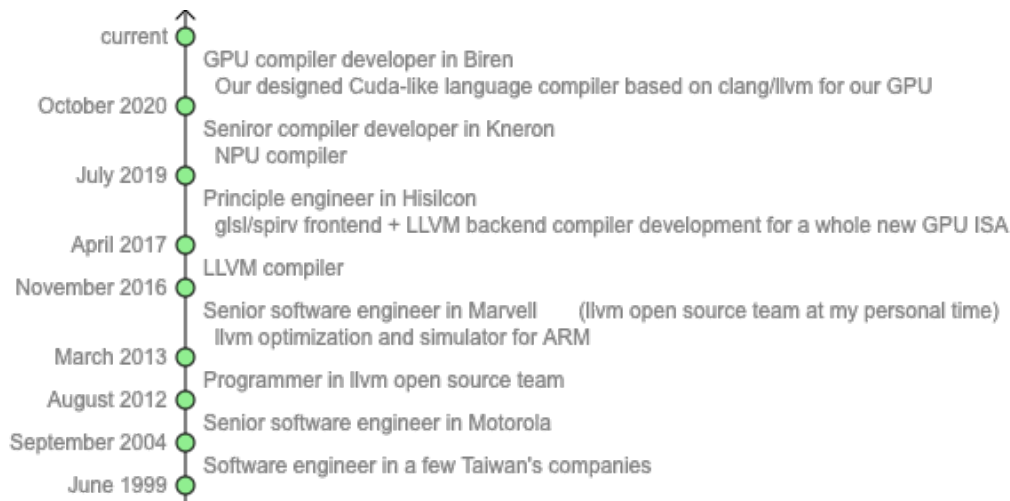 current
GPU compiler developer in Biren
Our designed Cuda-like language compiler based on clang/llvm for our GPU
October 2020
Seniror compiler developer in Kneron
NPU compiler
July 2019
Principle engineer in Hisilcon
glsl/spirv frontend + LLVM backend compiler development for a whole new GPU ISA
April 2017
LLVM compiler
November 2016
Senior software engineer in Marvell (llvm open source team at my personal time)
llvm optimization and simulator for ARM
March 2013
Programmer in llvm open source team
August 2012
Senior software engineer in Motorola
September 2004
Software engineer in a few Taiwan's companies
June 1999